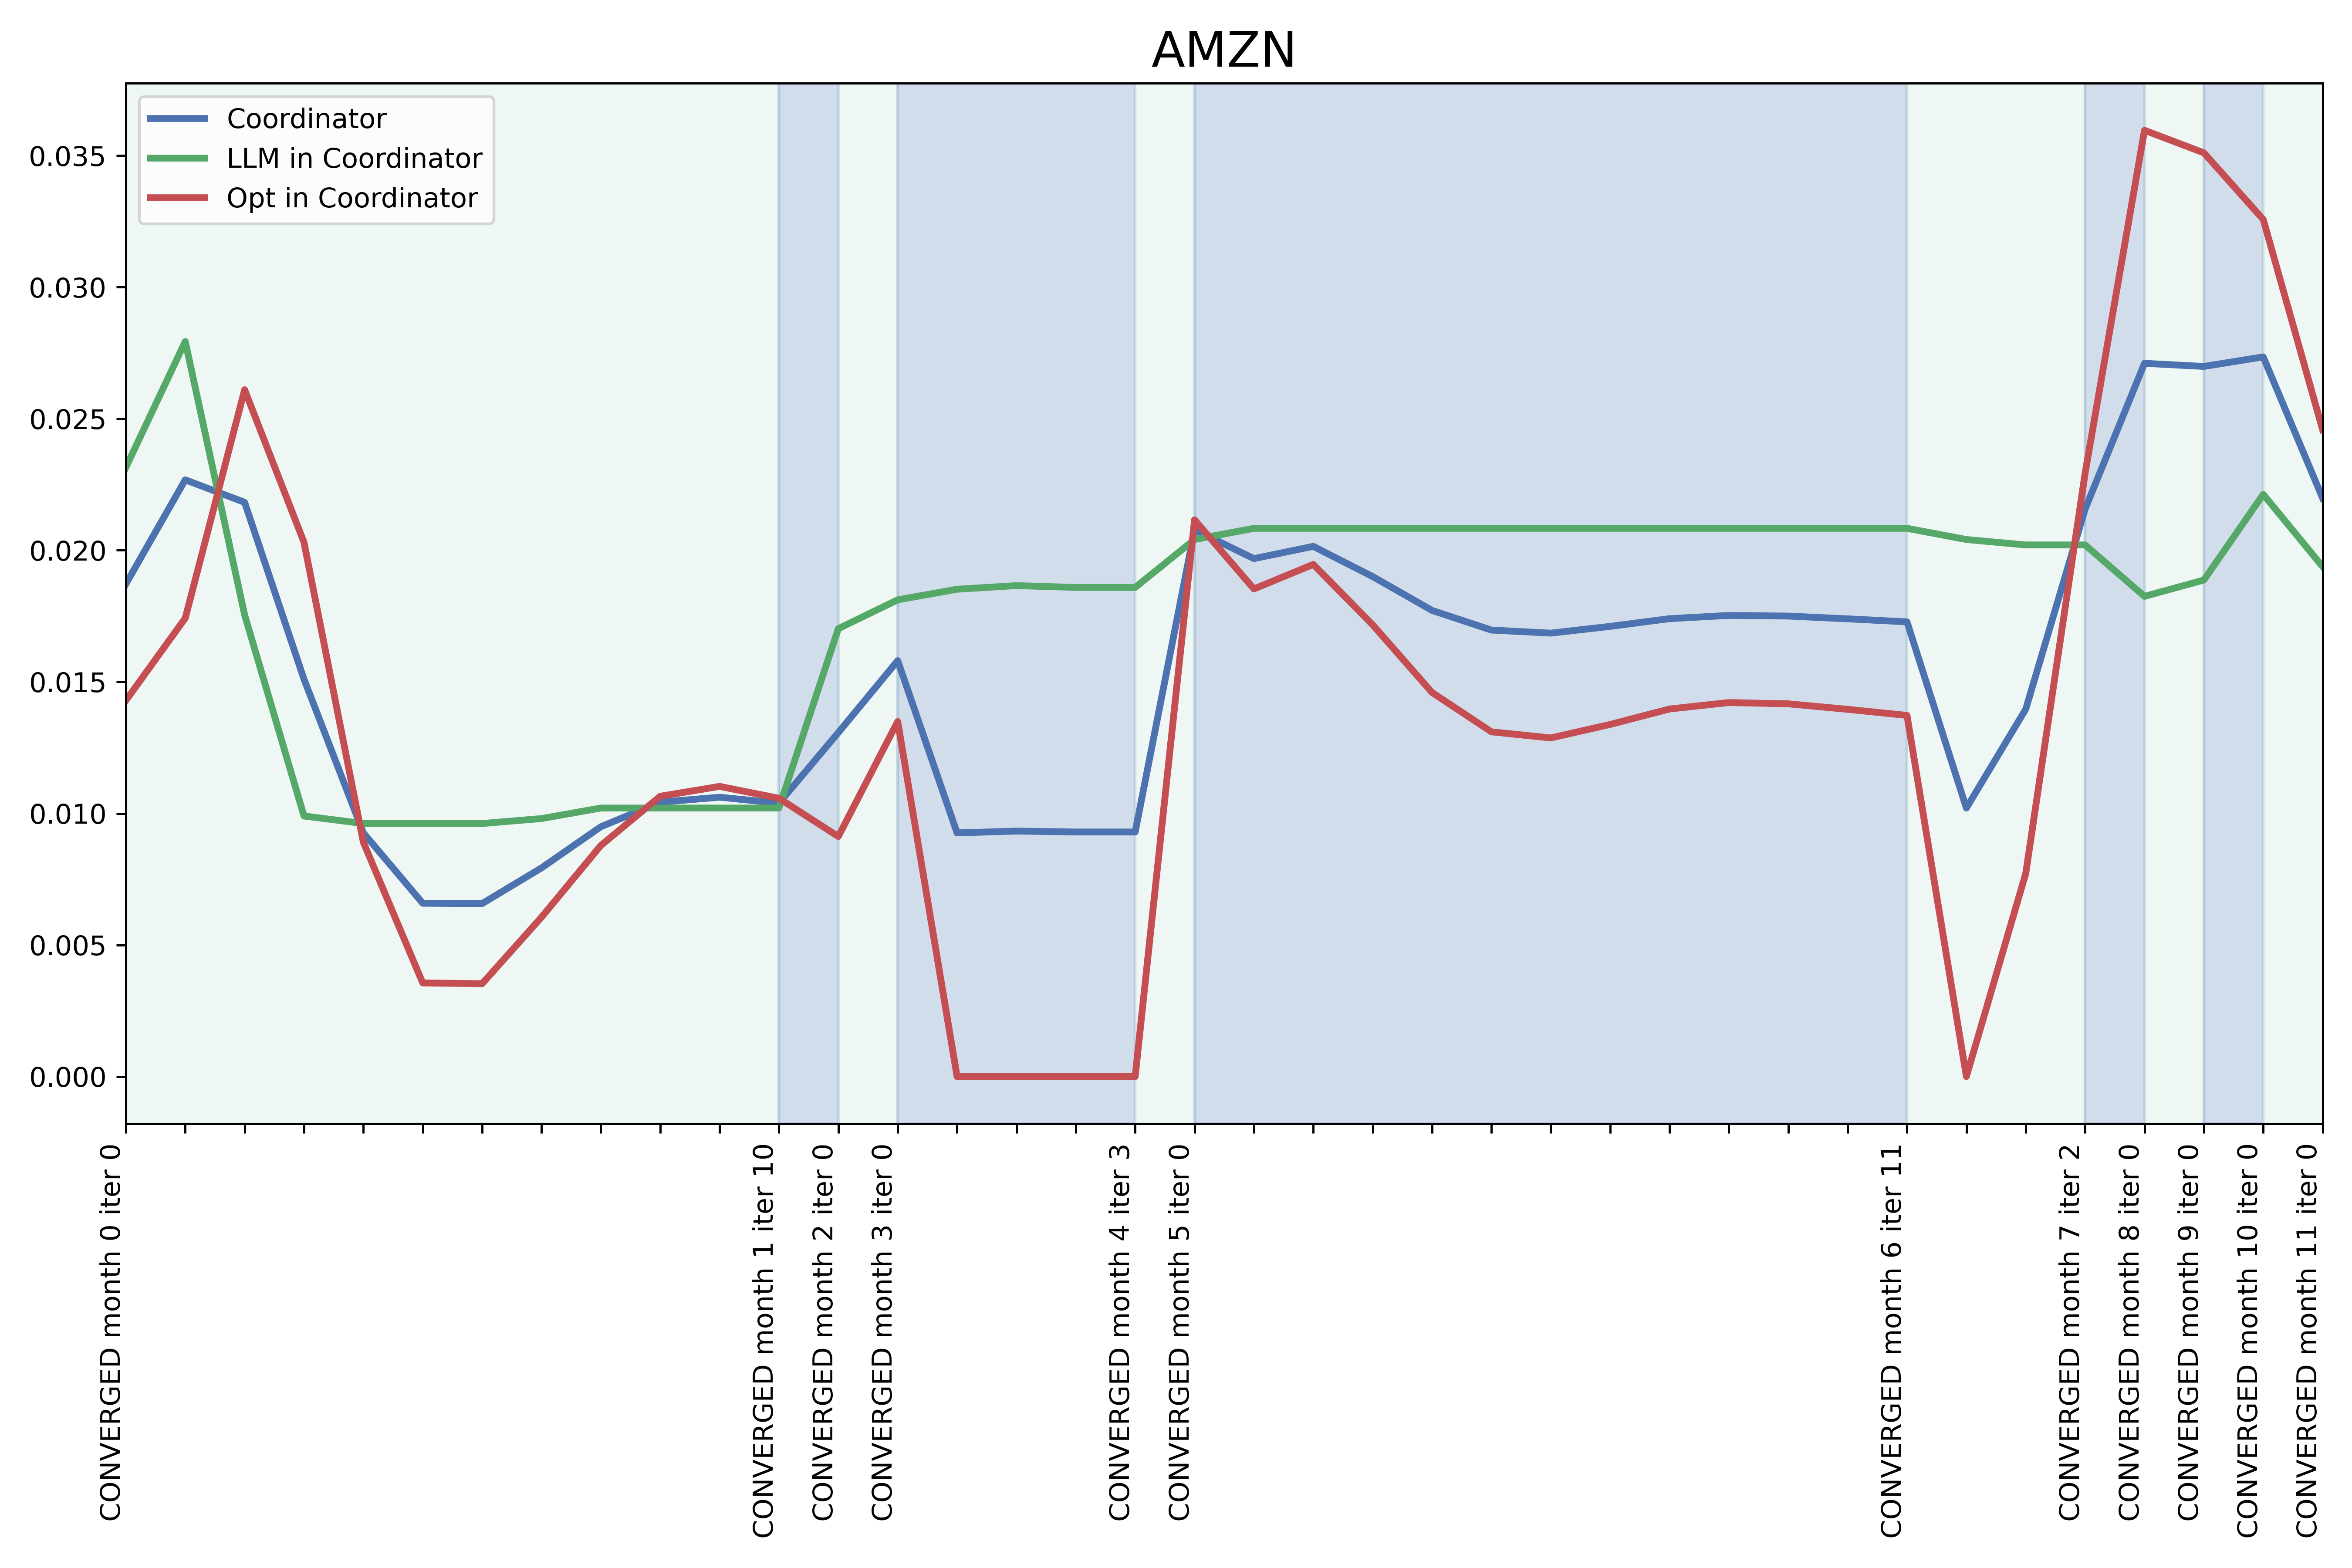 AMZN
Coordinator
LLM in Coordinator
Opt in Coordinator
0.035
0.030
0.025
0.020
0.015
0.010
0.005
0.000
CONVERGED month 0 iter 0
CONVERGED month 1 iter 10
CONVERGED month 2 iter 0
CONVERGED month 3 iter 0
CONVERGED month 4 iter 3
CONVERGED month 5 iter 0
CONVERGED month 6 iter 11
CONVERGED month 7 iter 2
CONVERGED month 8 iter 0
CONVERGED month 9 iter 0
CONVERGED month 10 iter 0
CONVERGED month 11 iter 0